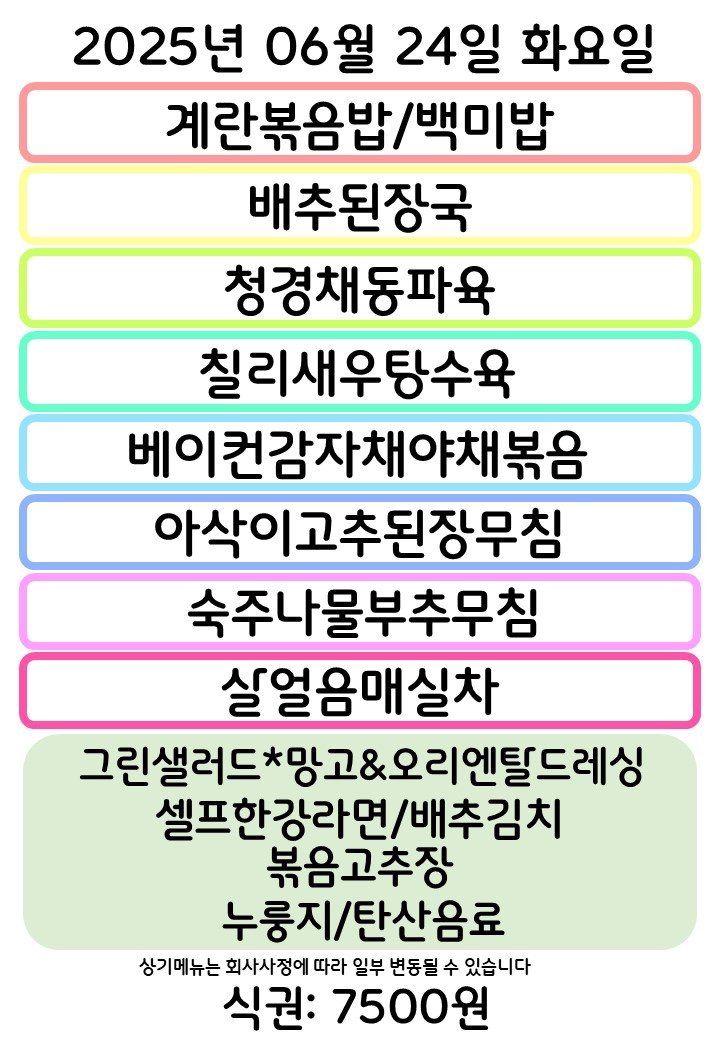 2025년 06월 24일 화요일
계란볶음밥/백미밥
배추된장국
청경채동파육
칠리새우탕수육
베이컨감자채야채볶음
아삭이고추된장무침
숙주나물부추무침
살얼음매실차
그린샐러드*망고&오리엔탈드레싱
셀프한강라면/배추김치
볶음고추장
누룽지/탄산음료
상기메뉴는 회사사정에 따라 일부 변동될 수 있습니다
식권: 7500원